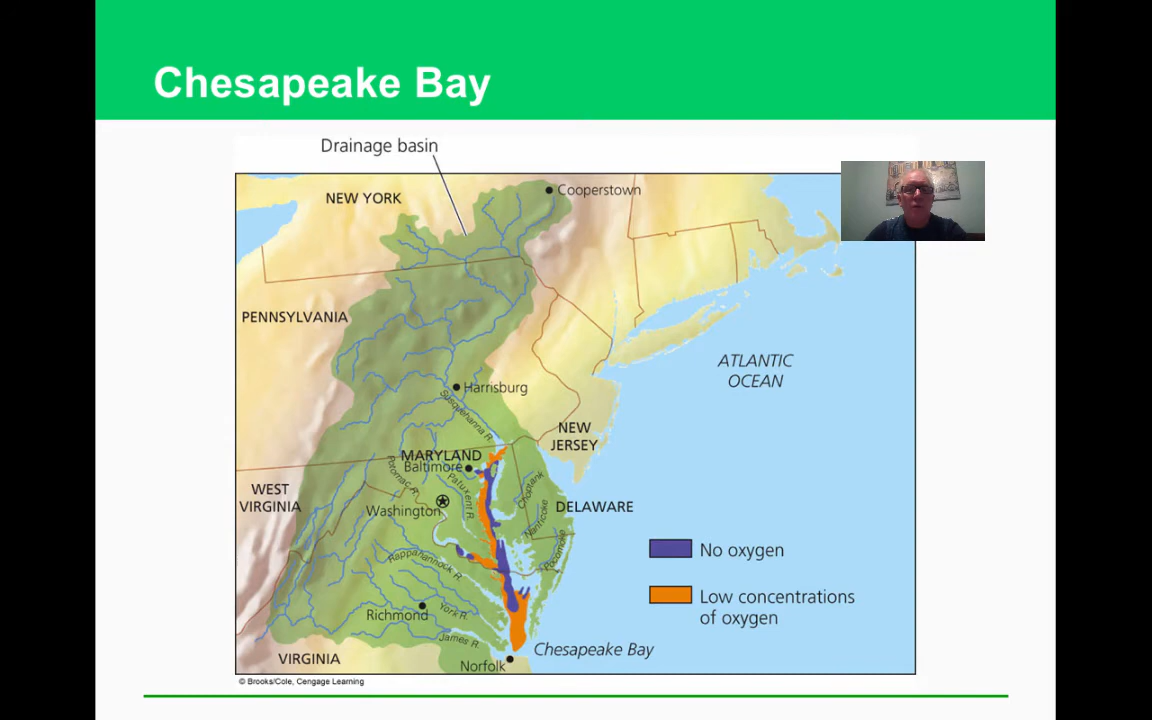 Chesapeake Bay
Drainage basin
Cooperstown
NEW YORK
PENNSYLVANIA
ATLANTIC
OCEAN
Harrisburg
Susquehanna R.
NEW
JERSEY
MARYLAND
Baltimore
Potomac R.
Patuxent R.
Choptank
WEST
VIRGINIA
Washington
Nanticoke
DELAWARE
Pocomoke
No oxygen
Rappahannock R.
Low concentrations
of oxygen
Richmond
York R.
James R.
Chesapeake Bay
VIRGINIA
Norfolk
© Brooks/Cole, Cengage Learning